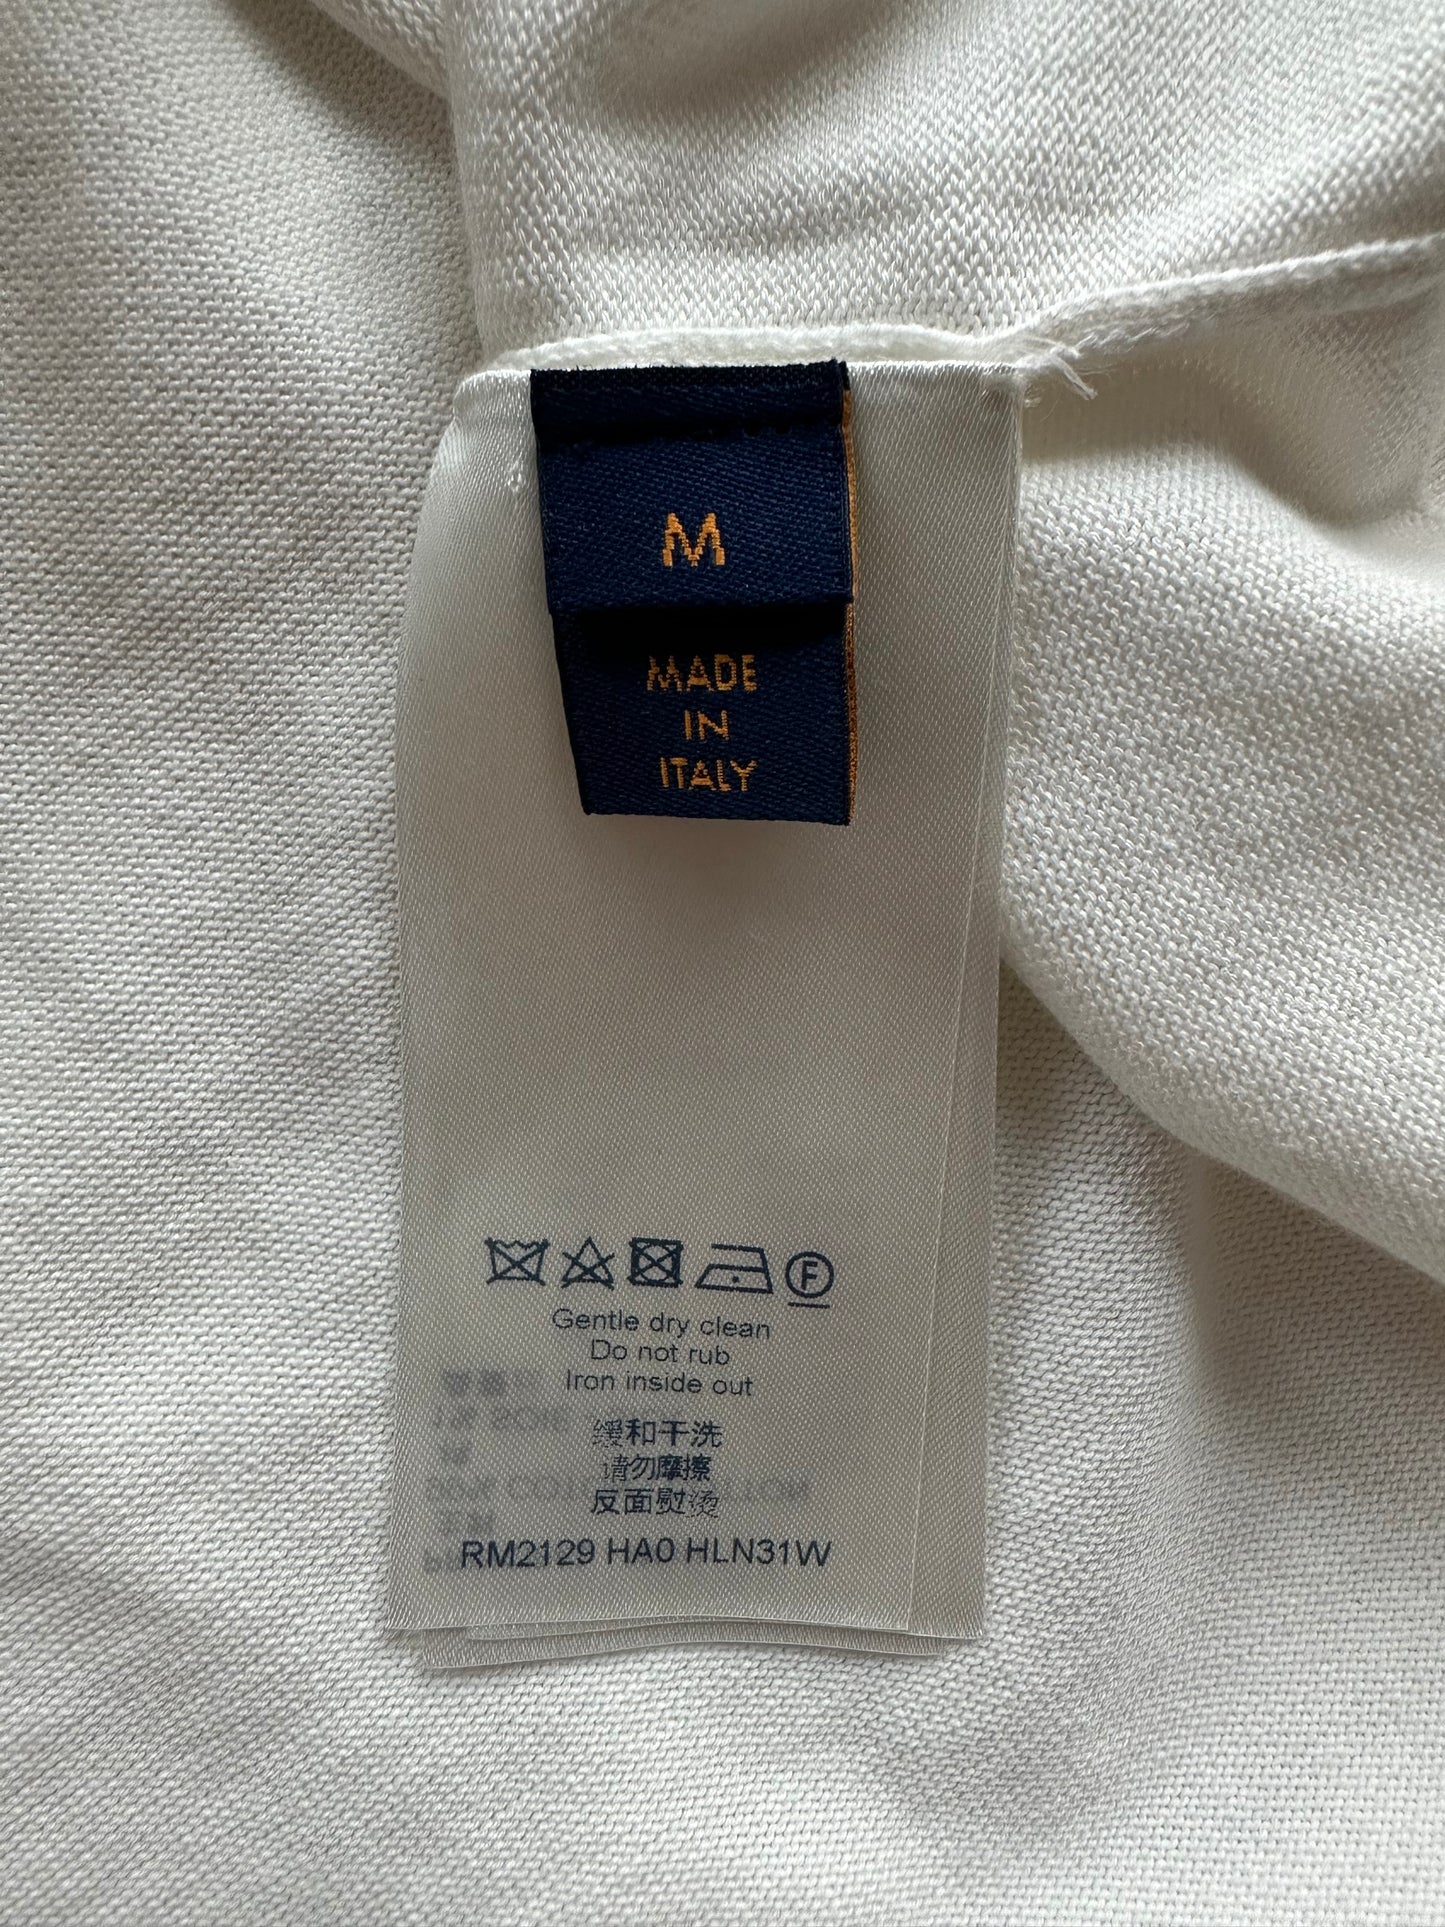 M
MADE
IN
ITALY
F
Gentle dry clean
Do not rub
Iron inside out
缓和干洗
请勿摩擦
反面熨烫
RM2129 HA0 HLN31W